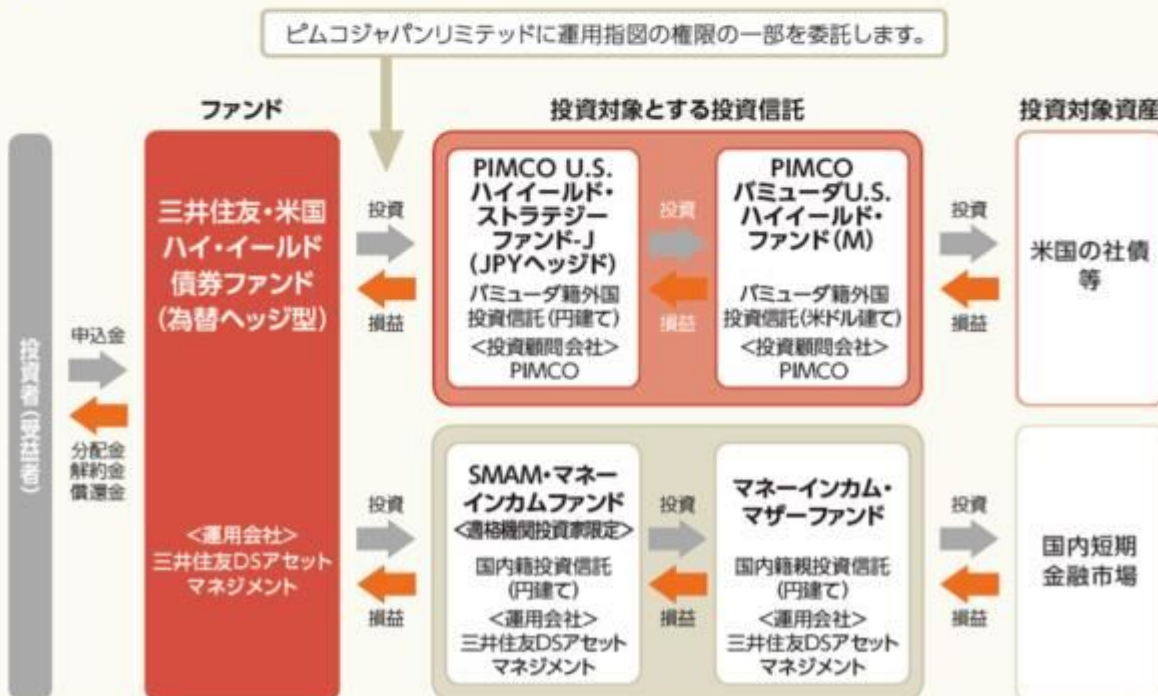 ピムコジャパンリミテッドに運用指図の権限の一部を委託します。
ファンド
投資対象とする投資信託
投資対象資産
投資者(受益者)
申込金
分配金
解約金
償還金
三井住友・米国
ハイ・イールド
債券ファンド
(為替ヘッジ型)
<運用会社>
三井住友DSアセット
マネジメント
投資
損益
PIMCO U.S.
ハイイールド・
ストラテジー
ファンド-J
(JPYヘッジド)
バミューダ籍外国
投資信託(円建て)
<投資顧問会社>
PIMCO
投資
損益
PIMCO
バミューダU.S.
ハイイールド・
ファンド(M)
バミューダ籍外国
投資信託(米ドル建て)
<投資顧問会社>
PIMCO
投資
損益
米国の社債
等
投資
損益
SMAM・マネー
インカムファンド
<適格機関投資家限定>
国内籍投資信託
(円建て)
<運用会社>
三井住友DSアセット
マネジメント
投資
損益
マネーインカム・
マザーファンド
国内籍親投資信託
(円建て)
<運用会社>
三井住友DSアセット
マネジメント
投資
損益
国内短期
金融市場